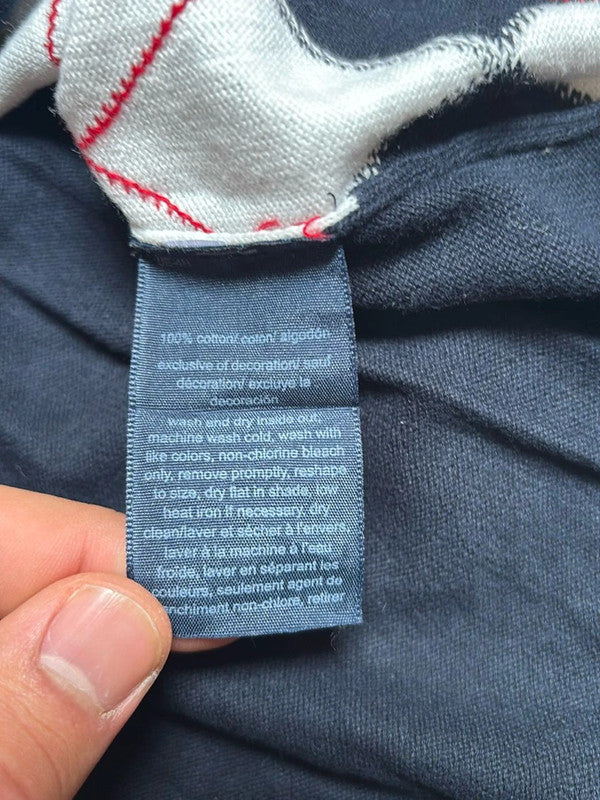 100% cotton/ coton/ algodón
exclusive of decoration/ sauf
décoration/ excluye la
decoración
wash and dry inside out,
machine wash cold, wash with
like colors, non-chlorine bleach
only, remove promptly, reshape
to size, dry flat in shade, low
heat iron if necessary, dry
clean/laver et sécher à l'envers,
laver à la machine à l'eau
froide, laver en séparant les
couleurs, seulement agent de
anchiment non-chlore, retirer